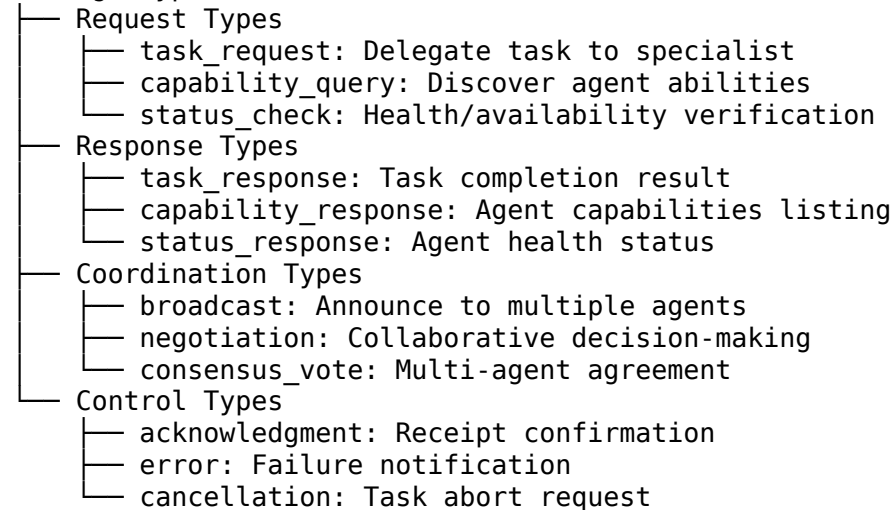 ├── Request Types
│   ├── task_request: Delegate task to specialist
│   ├── capability_query: Discover agent abilities
│   └── status_check: Health/availability verification
├── Response Types
│   ├── task_response: Task completion result
│   ├── capability_response: Agent capabilities listing
│   └── status_response: Agent health status
├── Coordination Types
│   ├── broadcast: Announce to multiple agents
│   ├── negotiation: Collaborative decision-making
│   └── consensus_vote: Multi-agent agreement
└── Control Types
    ├── acknowledgment: Receipt confirmation
    ├── error: Failure notification
    └── cancellation: Task abort request